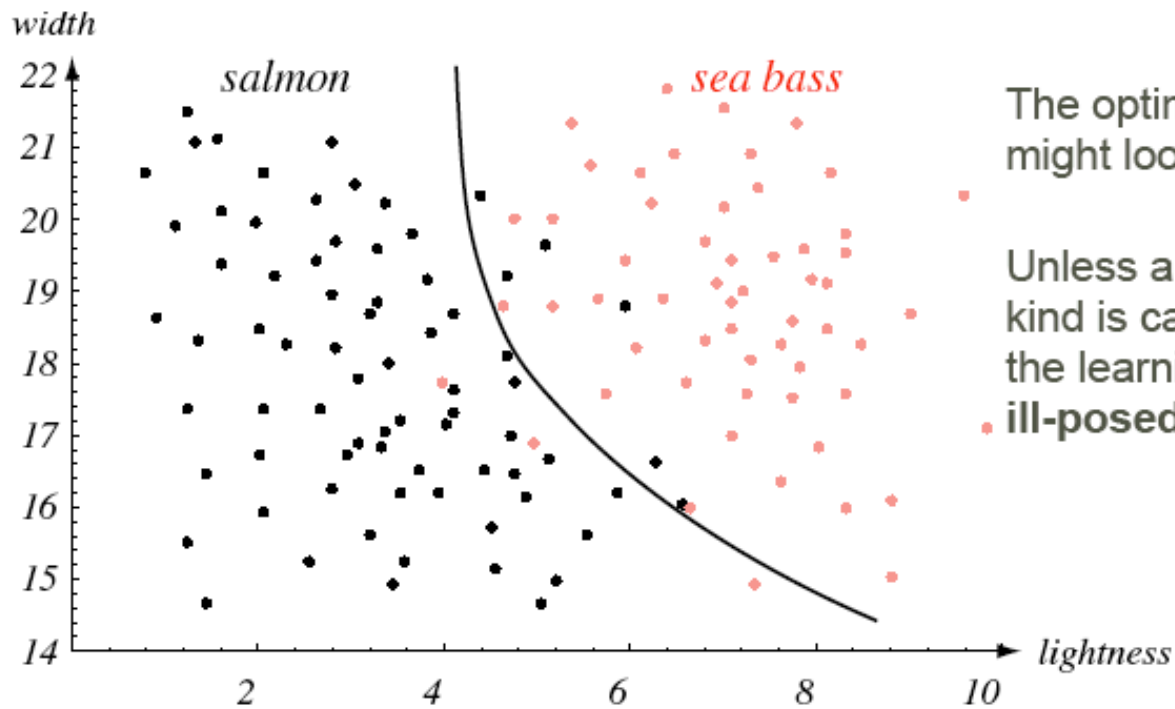 width
22
21
20
19
18
17
16
15
14
salmon
sea bass
The optin
might loo
Unless a
kind is ca
the learn
ill-posed
2
4
6
8
10
lightness